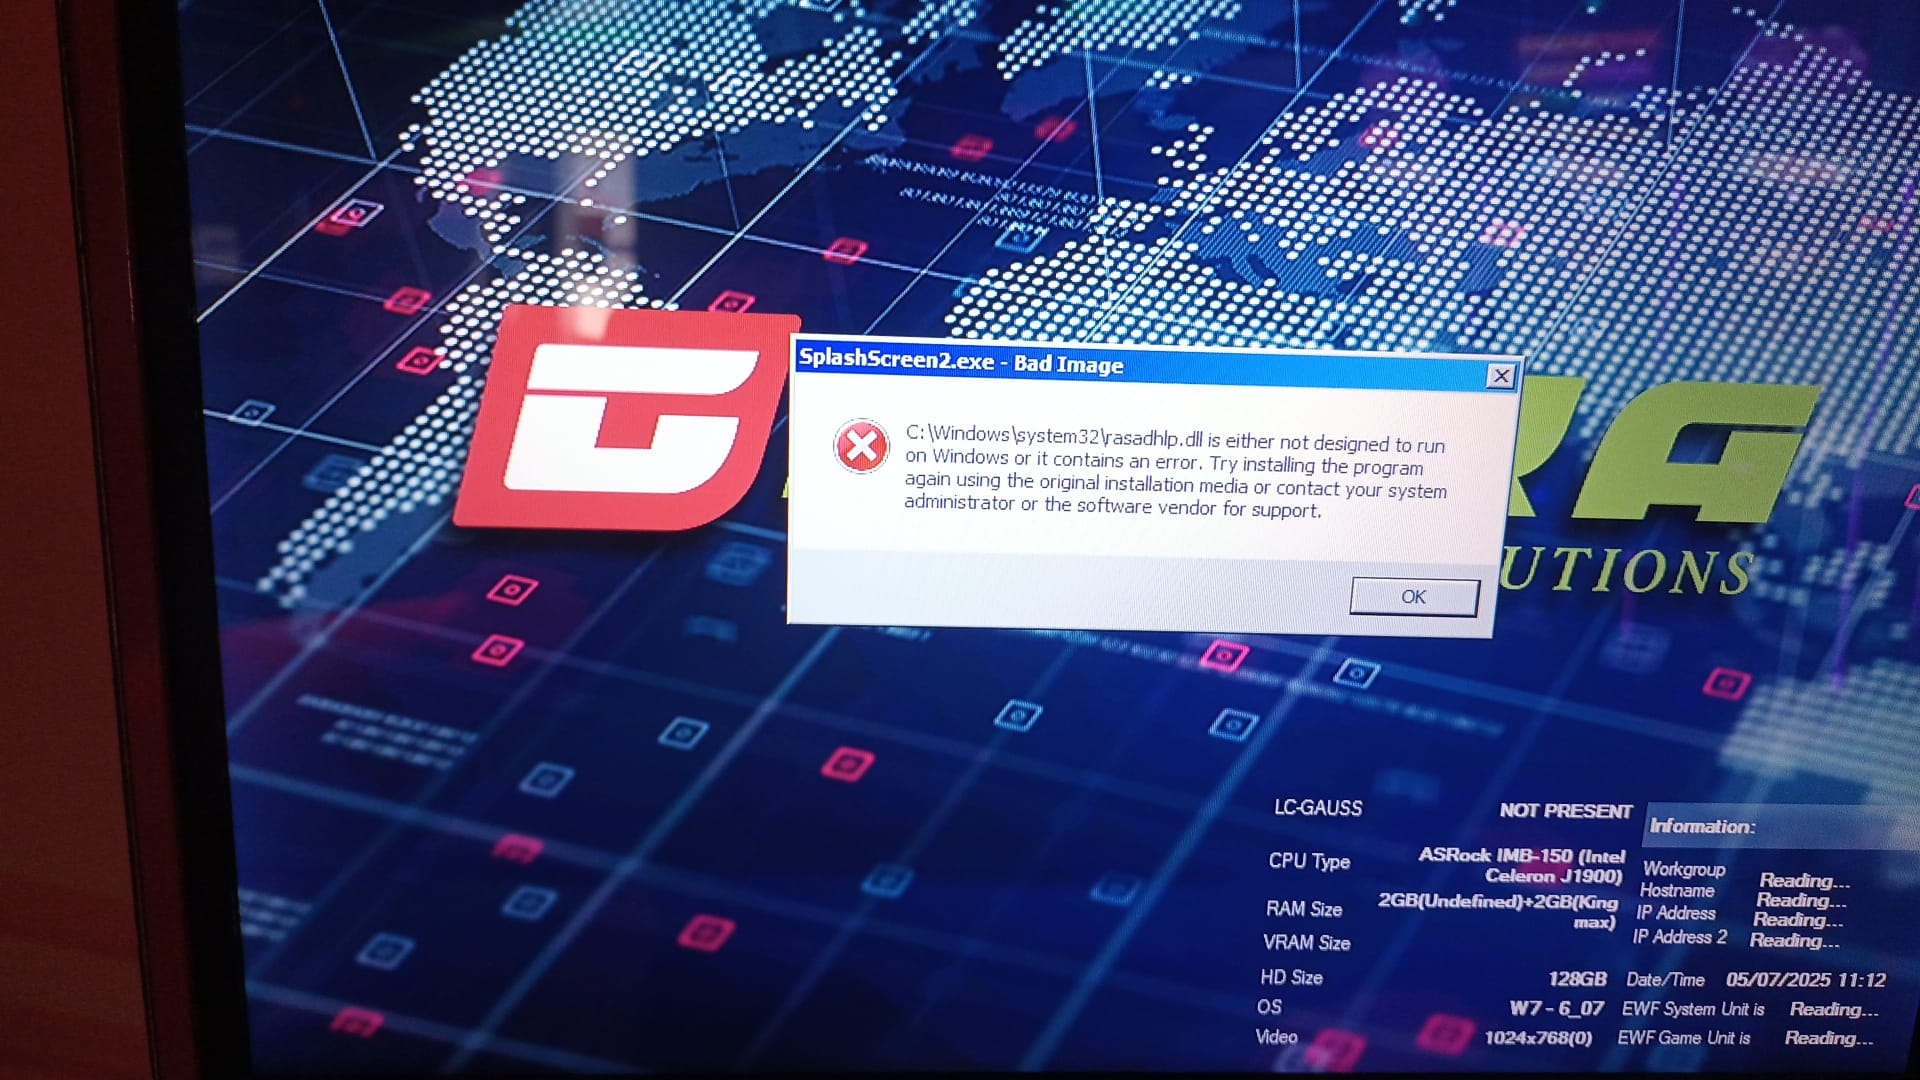 SplashScreen2.exe - Bad Image
C:\Windows\system32\rasadhlp.dll is either not designed to run
on Windows or it contains an error. Try installing the program
again using the original installation media or contact your system
administrator or the software vendor for support.
OK
UTIONS
LC-GAUSS NOT PRESENT
CPU Type ASRock IMB-150 (Intel
Celeron J1900)
RAM Size 2GB(Undefined)+2GB(King
max)
VRAM Size
HD Size 128GB
OS W7 - 6_07
Video 1024x768(0)
Information:
Workgroup Reading...
Hostname Reading...
IP Address Reading...
IP Address 2 Reading...
Date/Time 05/07/2025 11:12
EWF System Unit is Reading...
EWF Game Unit is Reading...